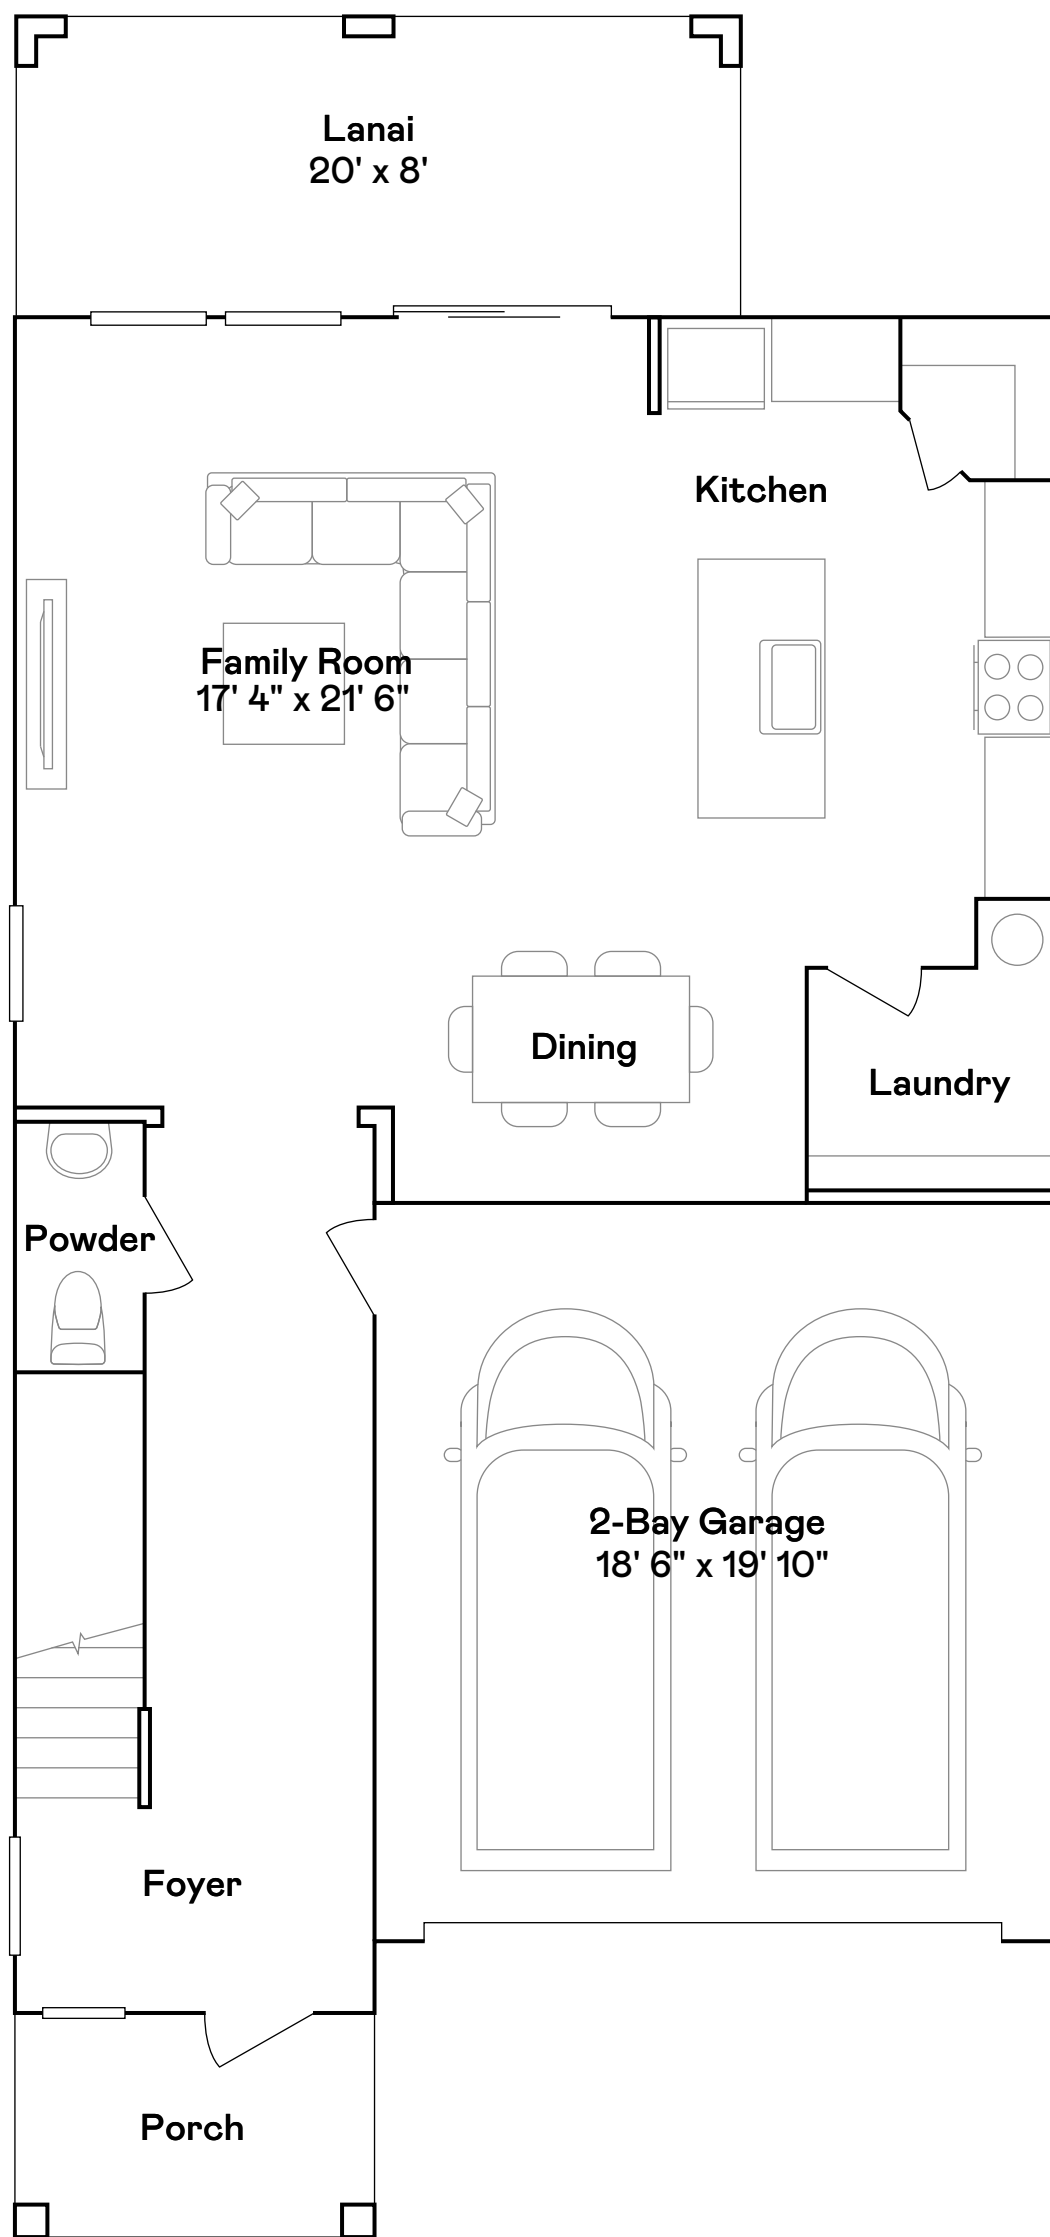 Lanai
20' x 8'
Kitchen
Family Room
17' 4" x 21' 6"
Dining
Laundry
Powder
2-Bay Garage
18' 6" x 19' 10"
Foyer
Porch